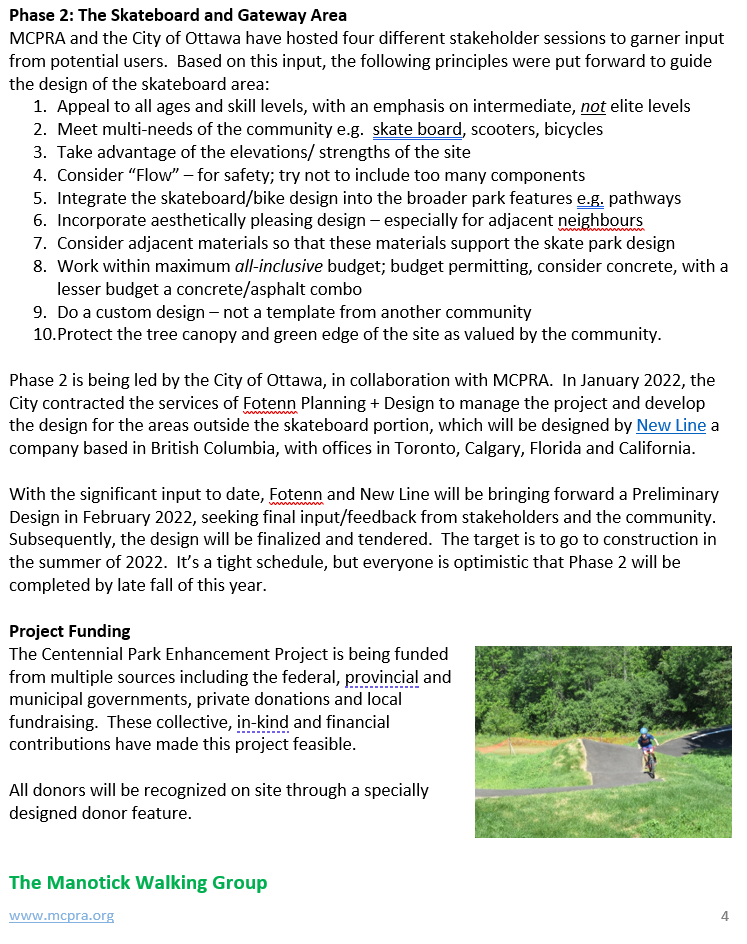 Phase 2: The Skateboard and Gateway Area
MCPRA and the City of Ottawa have hosted four different stakeholder sessions to garner input
from potential users.  Based on this input, the following principles were put forward to guide
the design of the skateboard area:
1. Appeal to all ages and skill levels, with an emphasis on intermediate, not elite levels
2. Meet multi-needs of the community e.g.  skate board, scooters, bicycles
3. Take advantage of the elevations/ strengths of the site
4. Consider “Flow” – for safety; try not to include too many components
5. Integrate the skateboard/bike design into the broader park features e.g. pathways
6. Incorporate aesthetically pleasing design – especially for adjacent neighbours
7. Consider adjacent materials so that these materials support the skate park design
8. Work within maximum all-inclusive budget; budget permitting, consider concrete, with a
lesser budget a concrete/asphalt combo
9. Do a custom design – not a template from another community
10. Protect the tree canopy and green edge of the site as valued by the community.
Phase 2 is being led by the City of Ottawa, in collaboration with MCPRA.  In January 2022, the
City contracted the services of Fotenn Planning + Design to manage the project and develop
the design for the areas outside the skateboard portion, which will be designed by New Line a
company based in British Columbia, with offices in Toronto, Calgary, Florida and California.
With the significant input to date, Fotenn and New Line will be bringing forward a Preliminary
Design in February 2022, seeking final input/feedback from stakeholders and the community.
Subsequently, the design will be finalized and tendered.  The target is to go to construction in
the summer of 2022.  It’s a tight schedule, but everyone is optimistic that Phase 2 will be
completed by late fall of this year.
Project Funding
The Centennial Park Enhancement Project is being funded
from multiple sources including the federal, provincial and
municipal governments, private donations and local
fundraising.  These collective, in-kind and financial
contributions have made this project feasible.
All donors will be recognized on site through a specially
designed donor feature.
The Manotick Walking Group
www.mcpra.org
4